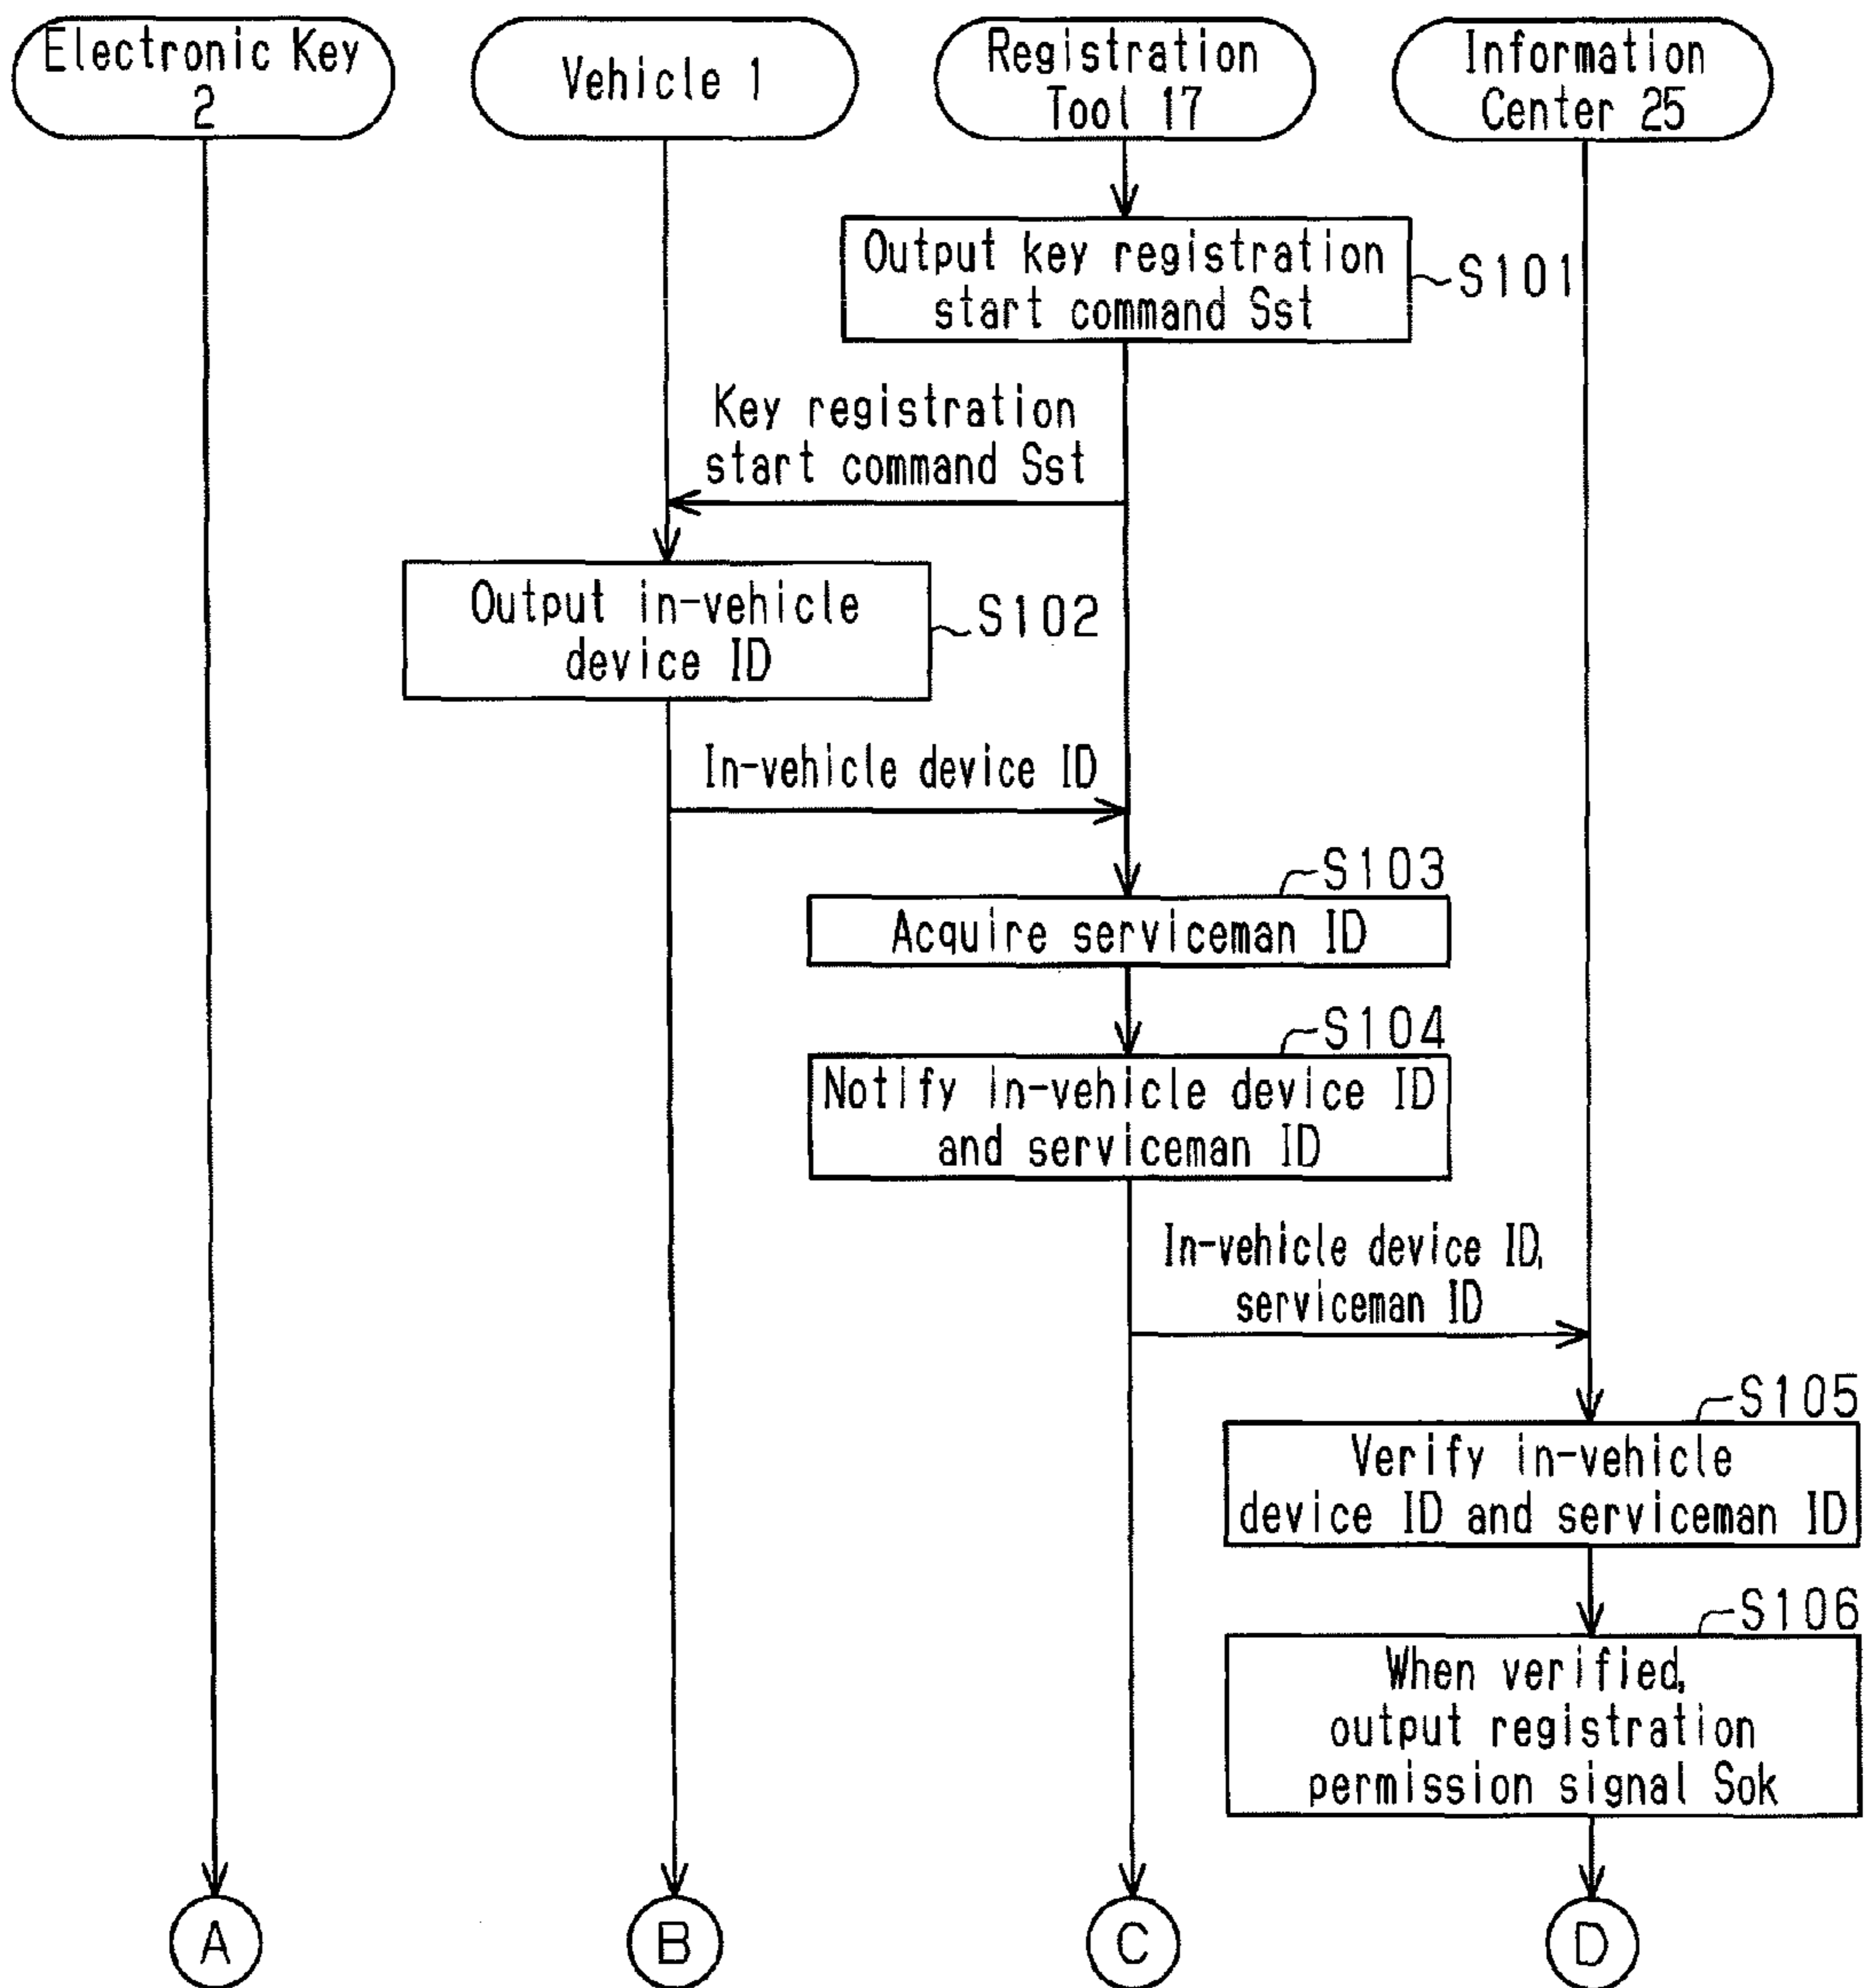 Electronic Key
2
Vehicle 1
Registration
Tool 17
Information
Center 25
Output key registration
start command Sst
S101
Key registration
start command Sst
Output in-vehicle
device ID
S102
In-vehicle device ID
S103
Acquire serviceman ID
S104
Notify in-vehicle device ID
and serviceman ID
In-vehicle device ID,
serviceman ID
S105
Verify in-vehicle
device ID and serviceman ID
S106
When verified,
output registration
permission signal Sok
A
B
C
D